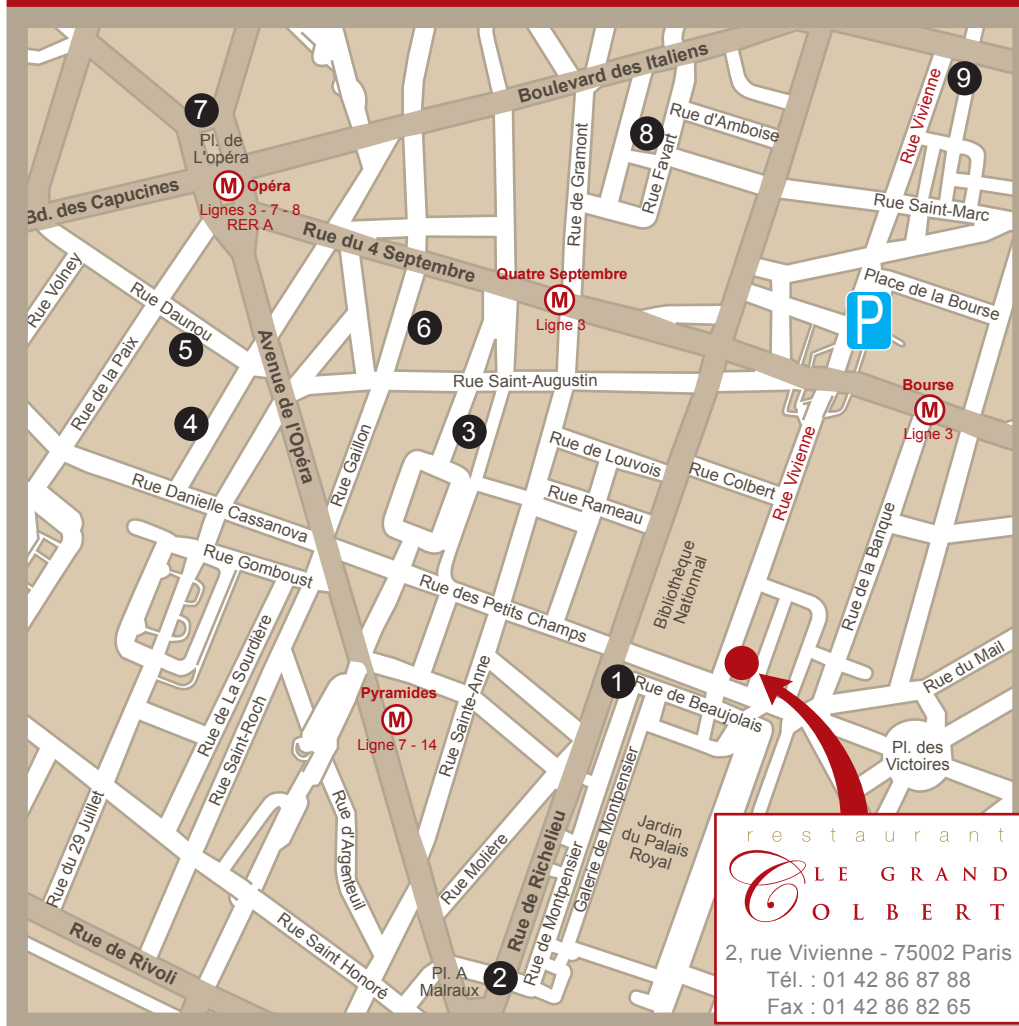 9
7
Boulevard des Italiens
Rue Vivienne
8
Rue d'Amboise
Pl. de
L'opéra
Rue de Gramont
Rue Favart
M Opéra
Lignes 3 - 7 - 8
RER A
Bd. des Capucines
Rue Saint-Marc
Rue du 4 Septembre
Quatre Septembre
M
Ligne 3
Place de la Bourse
P
Rue Volney
Rue Daunou
6
5
Rue de la Paix
Avenue de l'Opéra
Rue Saint-Augustin
Bourse
M
Ligne 3
4
3
Rue Gaillon
Rue de Louvois
Rue Colbert
Rue Vivienne
Rue Rameau
Rue Danielle Cassanova
Rue Gomboust
Rue des Petits Champs
Bibliothèque
Nationnal
Rue de la Banque
1
Rue de Beaujolais
Rue du Mail
Rue de La Sourdière
Rue Saint-Roch
Pyramides
M
Ligne 7 - 14
Rue Sainte-Anne
Pl. des
Victoires
Rue du 29 Juillet
Rue d'Argenteuil
Rue Molière
Rue de Richelieu
Rue de Montpensier
Galerie de Montpensier
Jardin
du Palais
Royal
Rue de Rivoli
Rue Saint Honoré
Pl. A
Malraux
2
restaurant
LE GRAND
COLBERT
2, rue Vivienne - 75002 Paris
Tél. : 01 42 86 87 88
Fax : 01 42 86 82 65